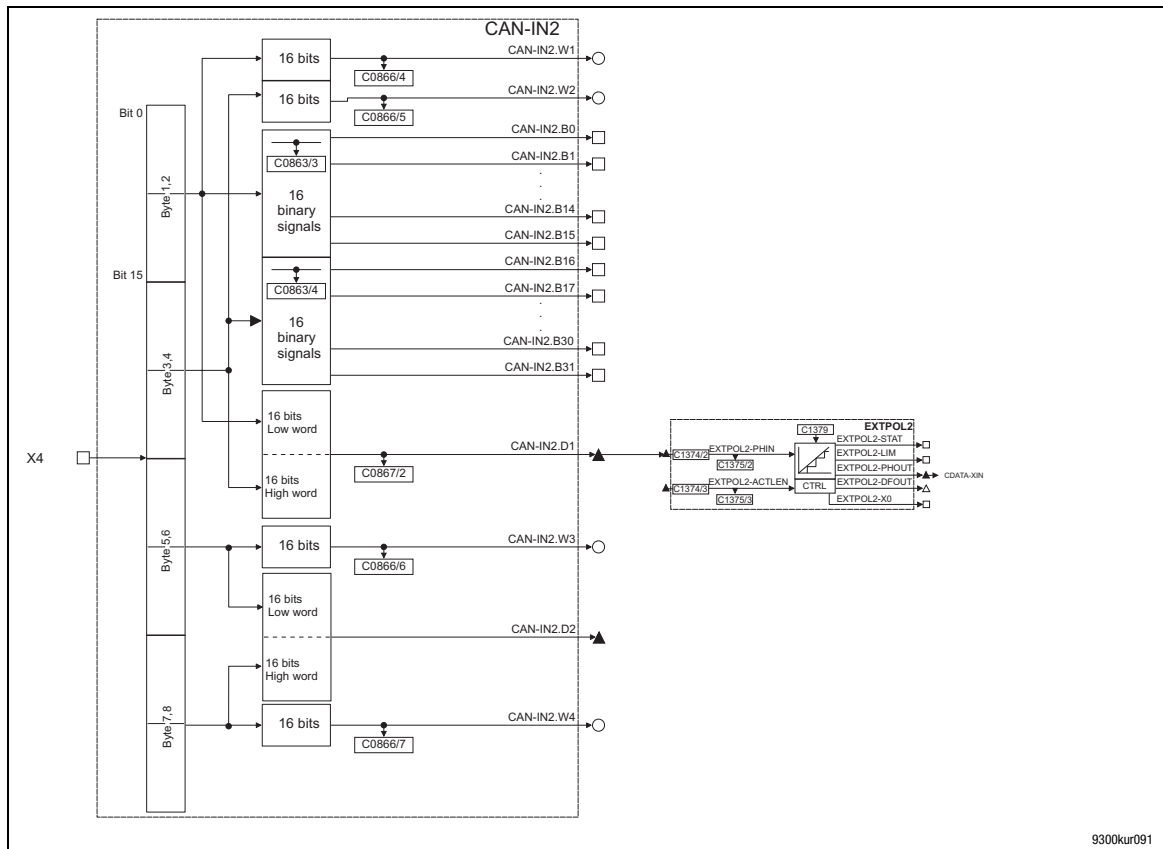 CAN-IN2
16 bits
CAN-IN2.W1
C0866/4
16 bits
CAN-IN2.W2
C0866/5
Bit 0
CAN-IN2.B0
C0863/3
CAN-IN2.B1
Byte 1,2
16
binary
signals
.
.
.
CAN-IN2.B14
CAN-IN2.B15
Bit 15
CAN-IN2.B16
C0863/4
CAN-IN2.B17
16
binary
signals
.
.
.
CAN-IN2.B30
CAN-IN2.B31
Byte 3,4
16 bits
Low word
CAN-IN2.D1
C0867/2
16 bits
High word
X4
EXTPOL2
C1379
C1374/2
EXTPOL2-PHIN
C1375/2
C1374/3
EXTPOL2-ACTLEN
C1375/3
CTRL
EXTPOL2-STAT
EXTPOL2-LIM
EXTPOL2-PHOUT
CDATA-XIN
EXTPOL2-DFOUT
EXTPOL2-X0
Byte 5,6
16 bits
CAN-IN2.W3
C0866/6
16 bits
Low word
CAN-IN2.D2
16 bits
High word
Byte 7,8
16 bits
CAN-IN2.W4
C0866/7
9300kur091